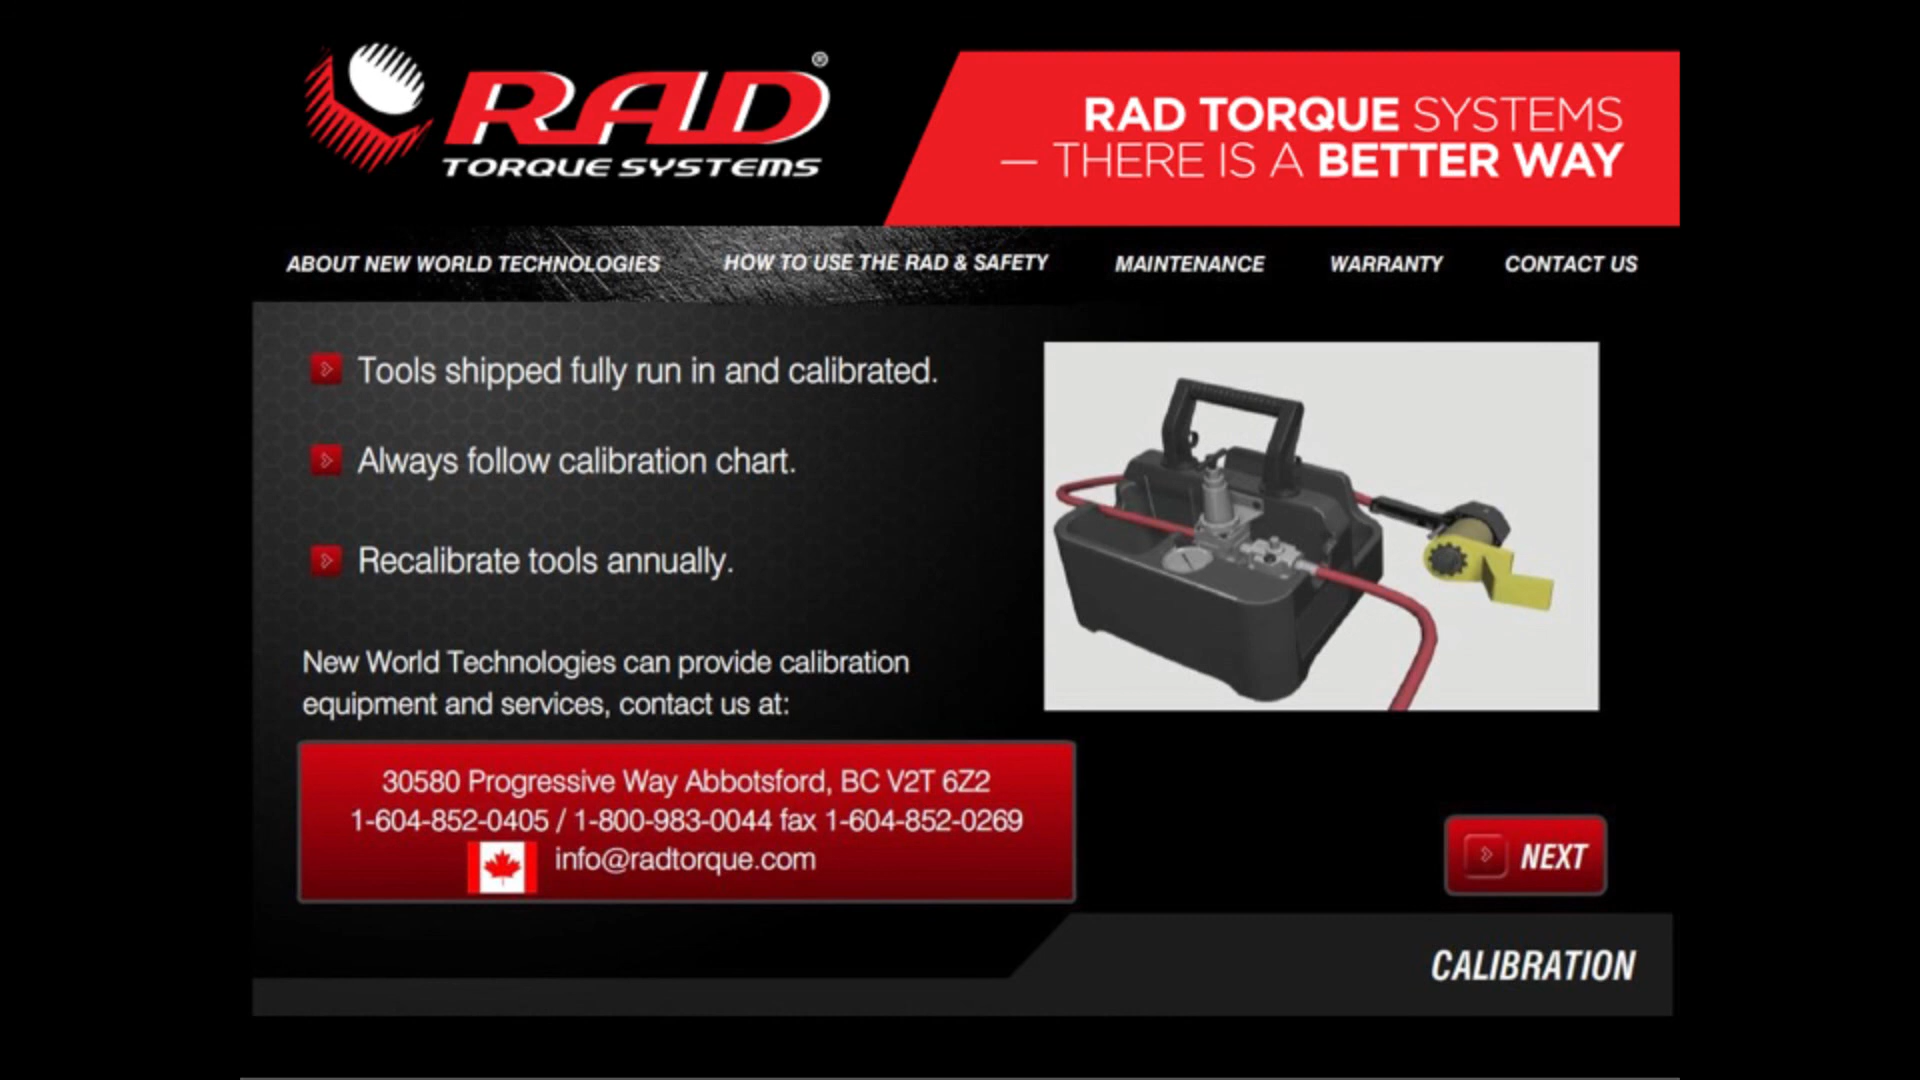 RAD®
TORQUE SYSTEMS
RAD TORQUE SYSTEMS
— THERE IS A BETTER WAY
ABOUT NEW WORLD TECHNOLOGIES HOW TO USE THE RAD & SAFETY MAINTENANCE WARRANTY CONTACT US
Tools shipped fully run in and calibrated.
Always follow calibration chart.
Recalibrate tools annually.
New World Technologies can provide calibration
equipment and services, contact us at:
30580 Progressive Way Abbotsford, BC V2T 6Z2
1-604-852-0405 / 1-800-983-0044 fax 1-604-852-0269
info@radtorque.com
NEXT
CALIBRATION